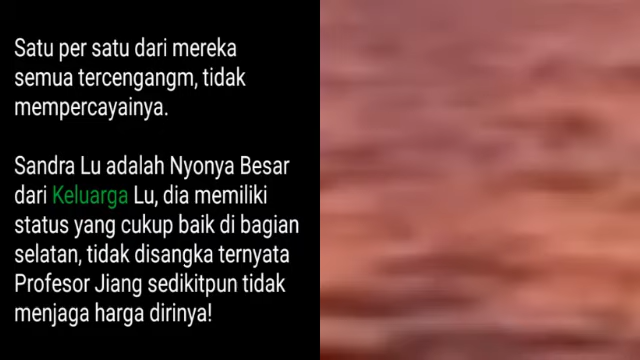 Satu per satu dari mereka
semua tercengangm, tidak
mempercayainya.
Sandra Lu adalah Nyonya Besar
dari Keluarga Lu, dia memiliki
status yang cukup baik di bagian
selatan, tidak disangka ternyata
Profesor Jiang sedikitpun tidak
menjaga harga dirinya!